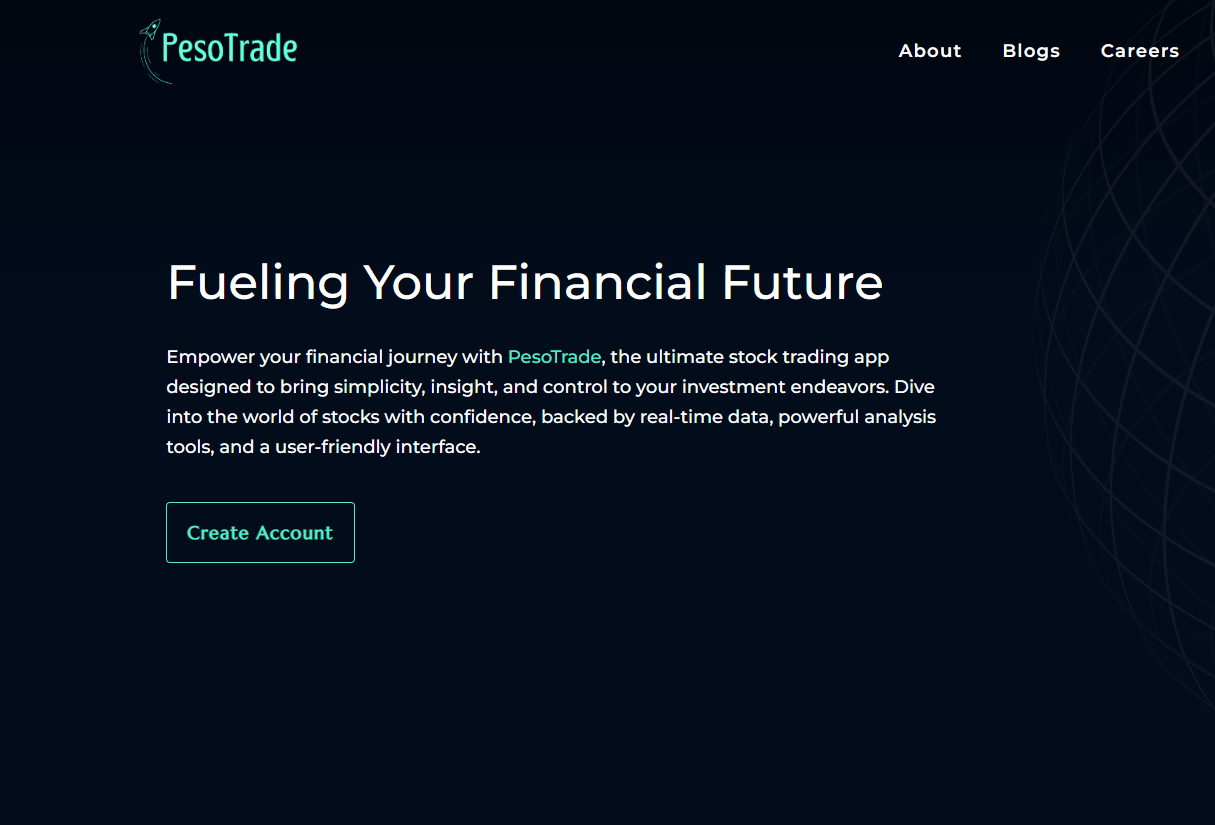 PesoTrade
About Blogs Careers
Fueling Your Financial Future
Empower your financial journey with PesoTrade, the ultimate stock trading app
designed to bring simplicity, insight, and control to your investment endeavors. Dive
into the world of stocks with confidence, backed by real-time data, powerful analysis
tools, and a user-friendly interface.
Create Account